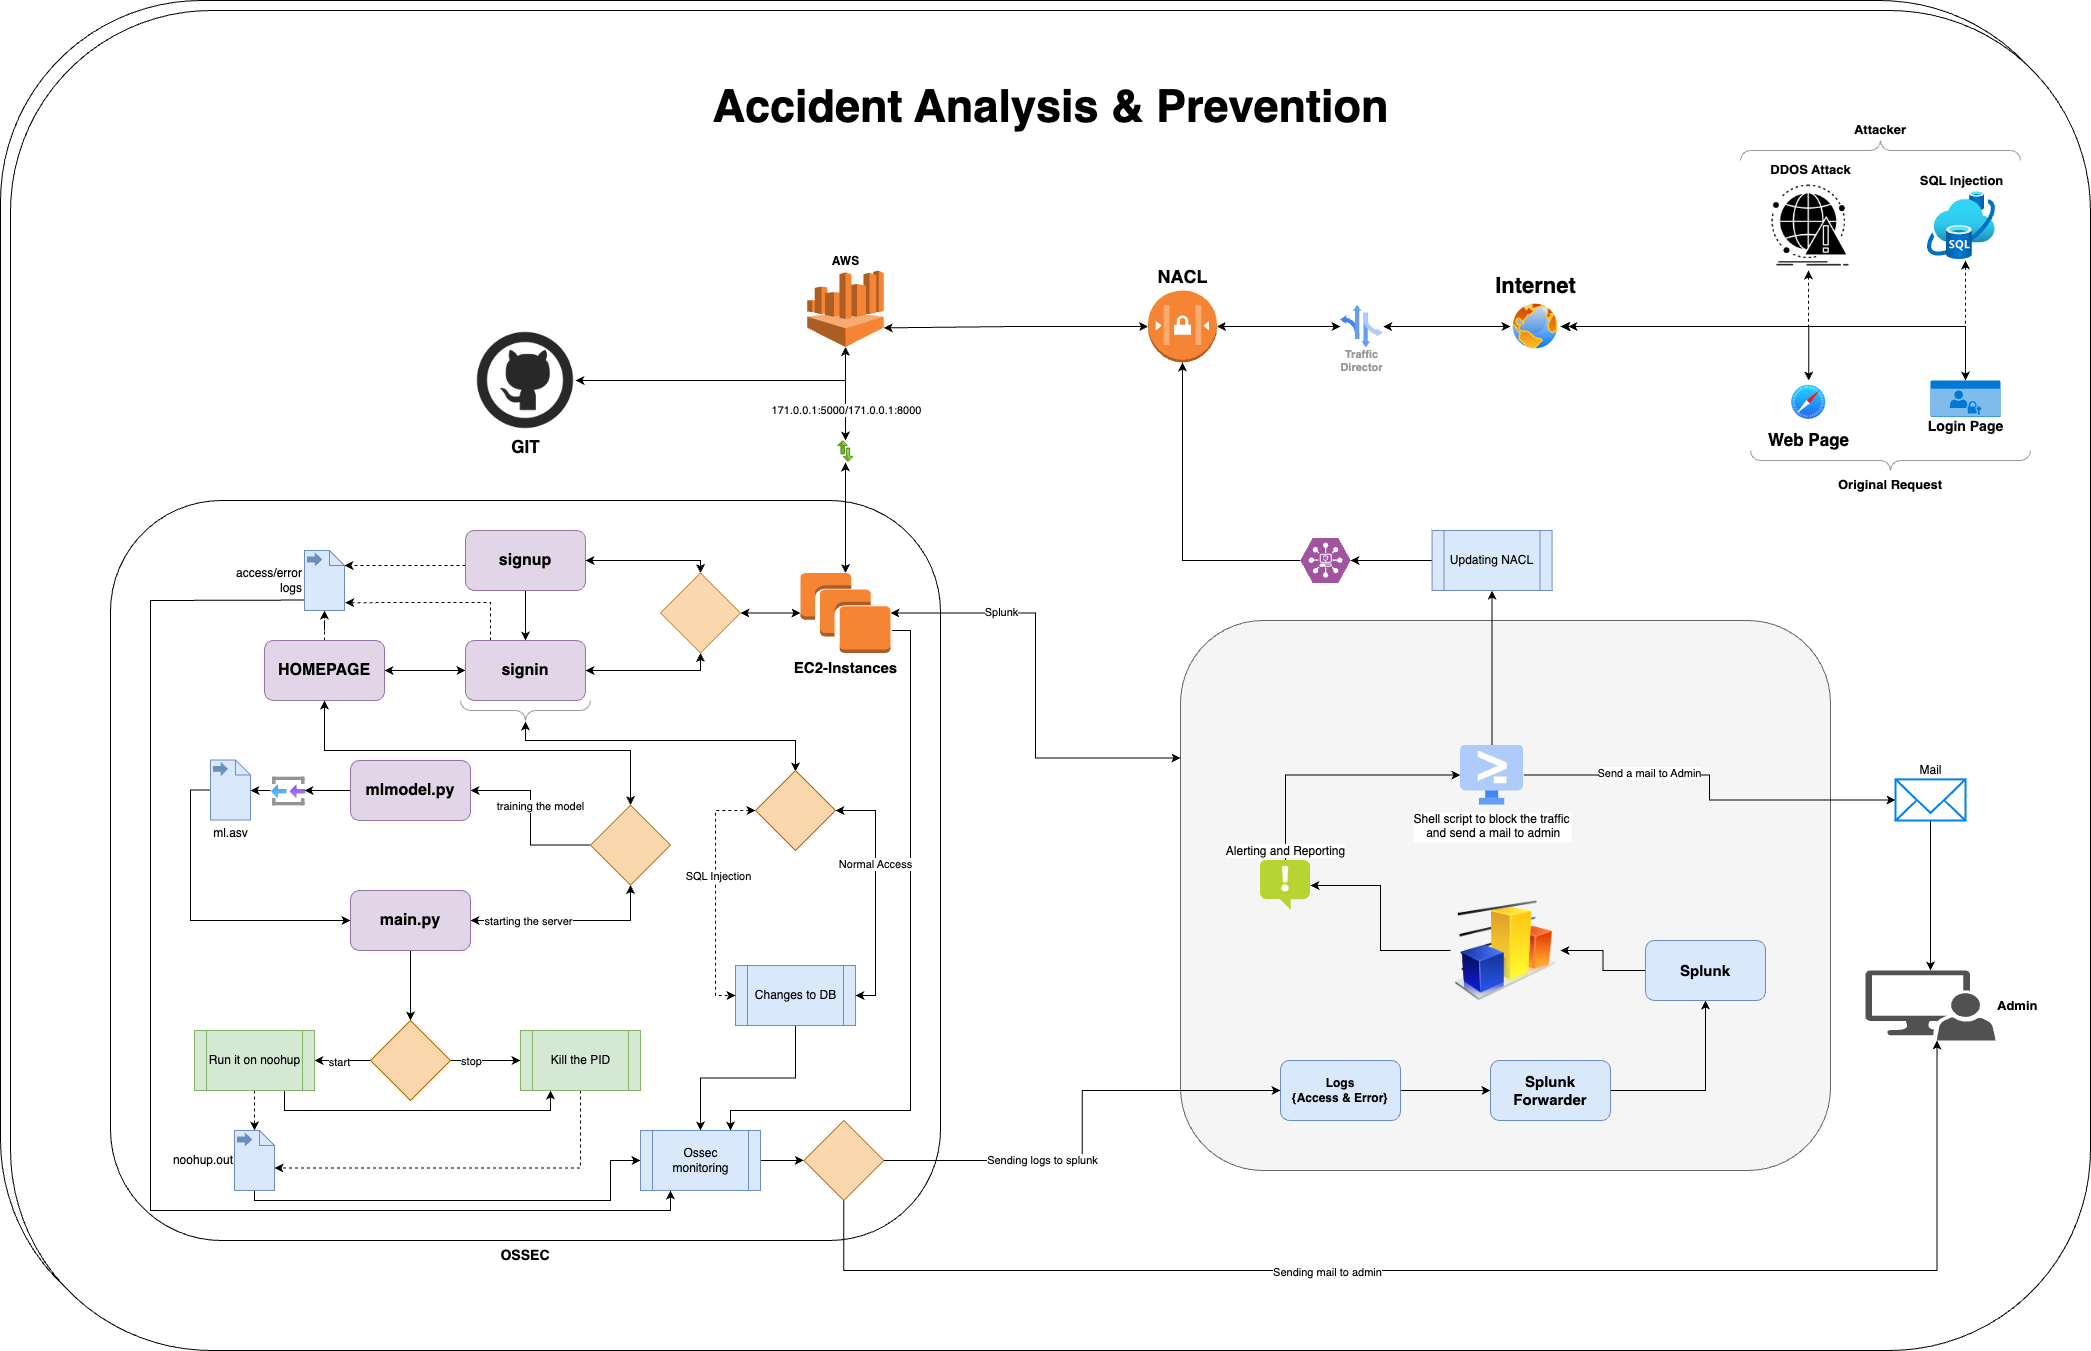 Accident Analysis & Prevention
Attacker
DDOS Attack
SQL Injection
SQL
AWS
NACL
Internet
Traffic
Director
GIT
171.0.0.1:5000/171.0.0.1:8000
Web Page
Login Page
Original Request
signup
access/error
logs
Updating NACL
Splunk
HOMEPAGE
signin
EC2-Instances
mlmodel.py
training the model
ml.asv
SQL Injection
Normal Access
main.py
starting the server
Changes to DB
Run it on noohup
start
stop
Kill the PID
noohup.out
Ossec
monitoring
Sending logs to splunk
OSSEC
Send a mail to Admin
Mail
Shell script to block the traffic
and send a mail to admin
Alerting and Reporting
Splunk
Admin
Logs
{Access & Error}
Splunk
Forwarder
Sending mail to admin